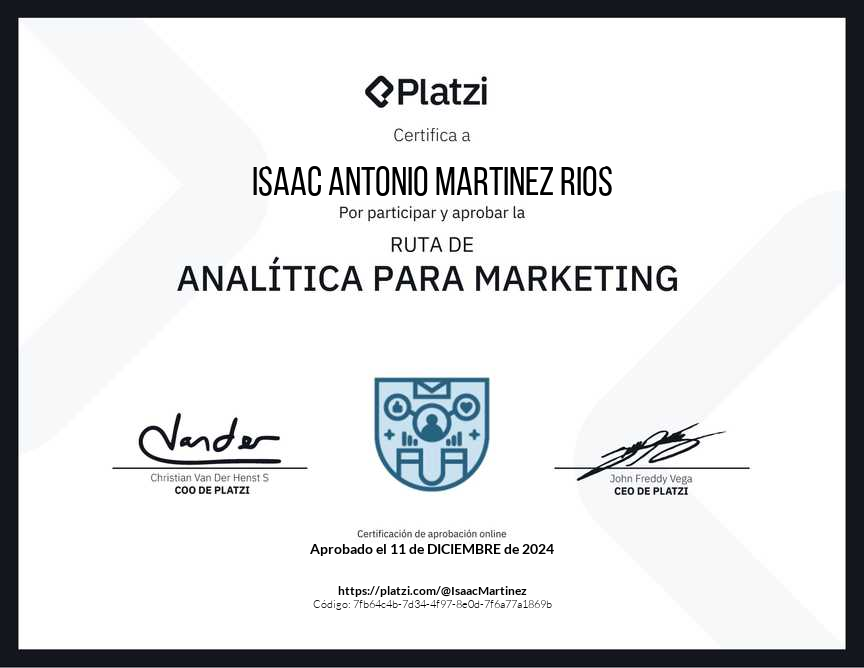 Platzi
Certifica a
ISAAC ANTONIO MARTINEZ RIOS
Por participar y aprobar la
RUTA DE
ANALÍTICA PARA MARKETING
Vander
Christian Van Der Henst S
COO DE PLATZI
John Freddy Vega
CEO DE PLATZI
Certificación de aprobación online
Aprobado el 11 de DICIEMBRE de 2024
https://platzi.com/@IsaacMartinez
Código: 7fb64c4b-7d34-4f97-8e0d-7f6a77a1869b